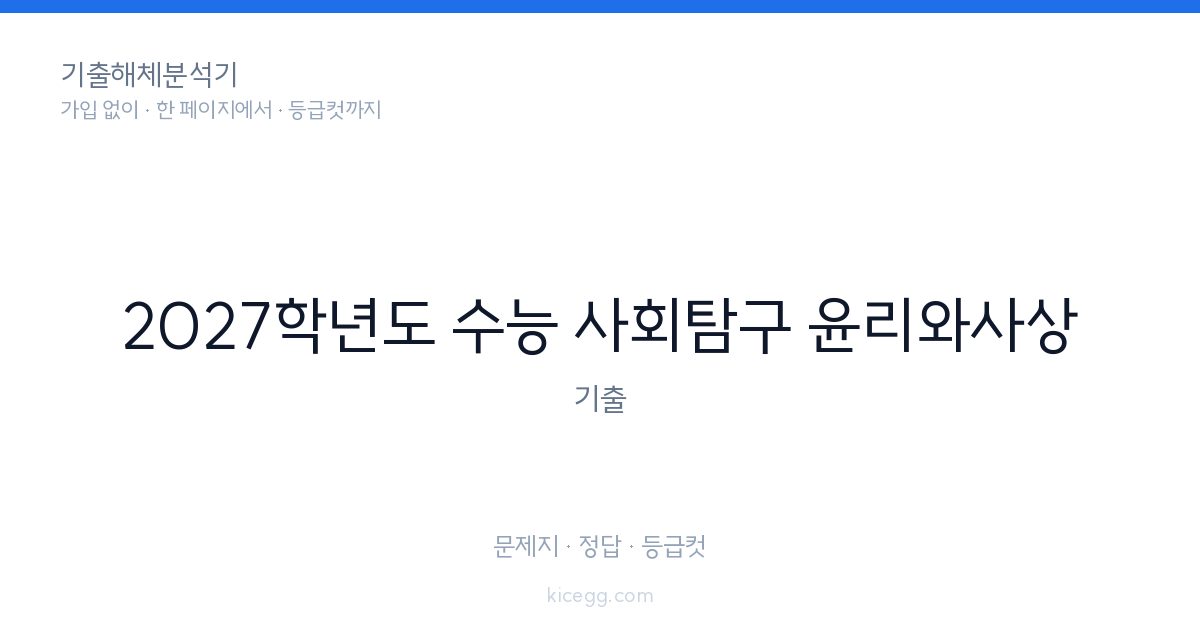 기출해체분석기
가입 없이 · 한 페이지에서 · 등급컷까지
2027학년도 수능 사회탐구 윤리와사상
기출
문제지 · 정답 · 등급컷
kicegg.com